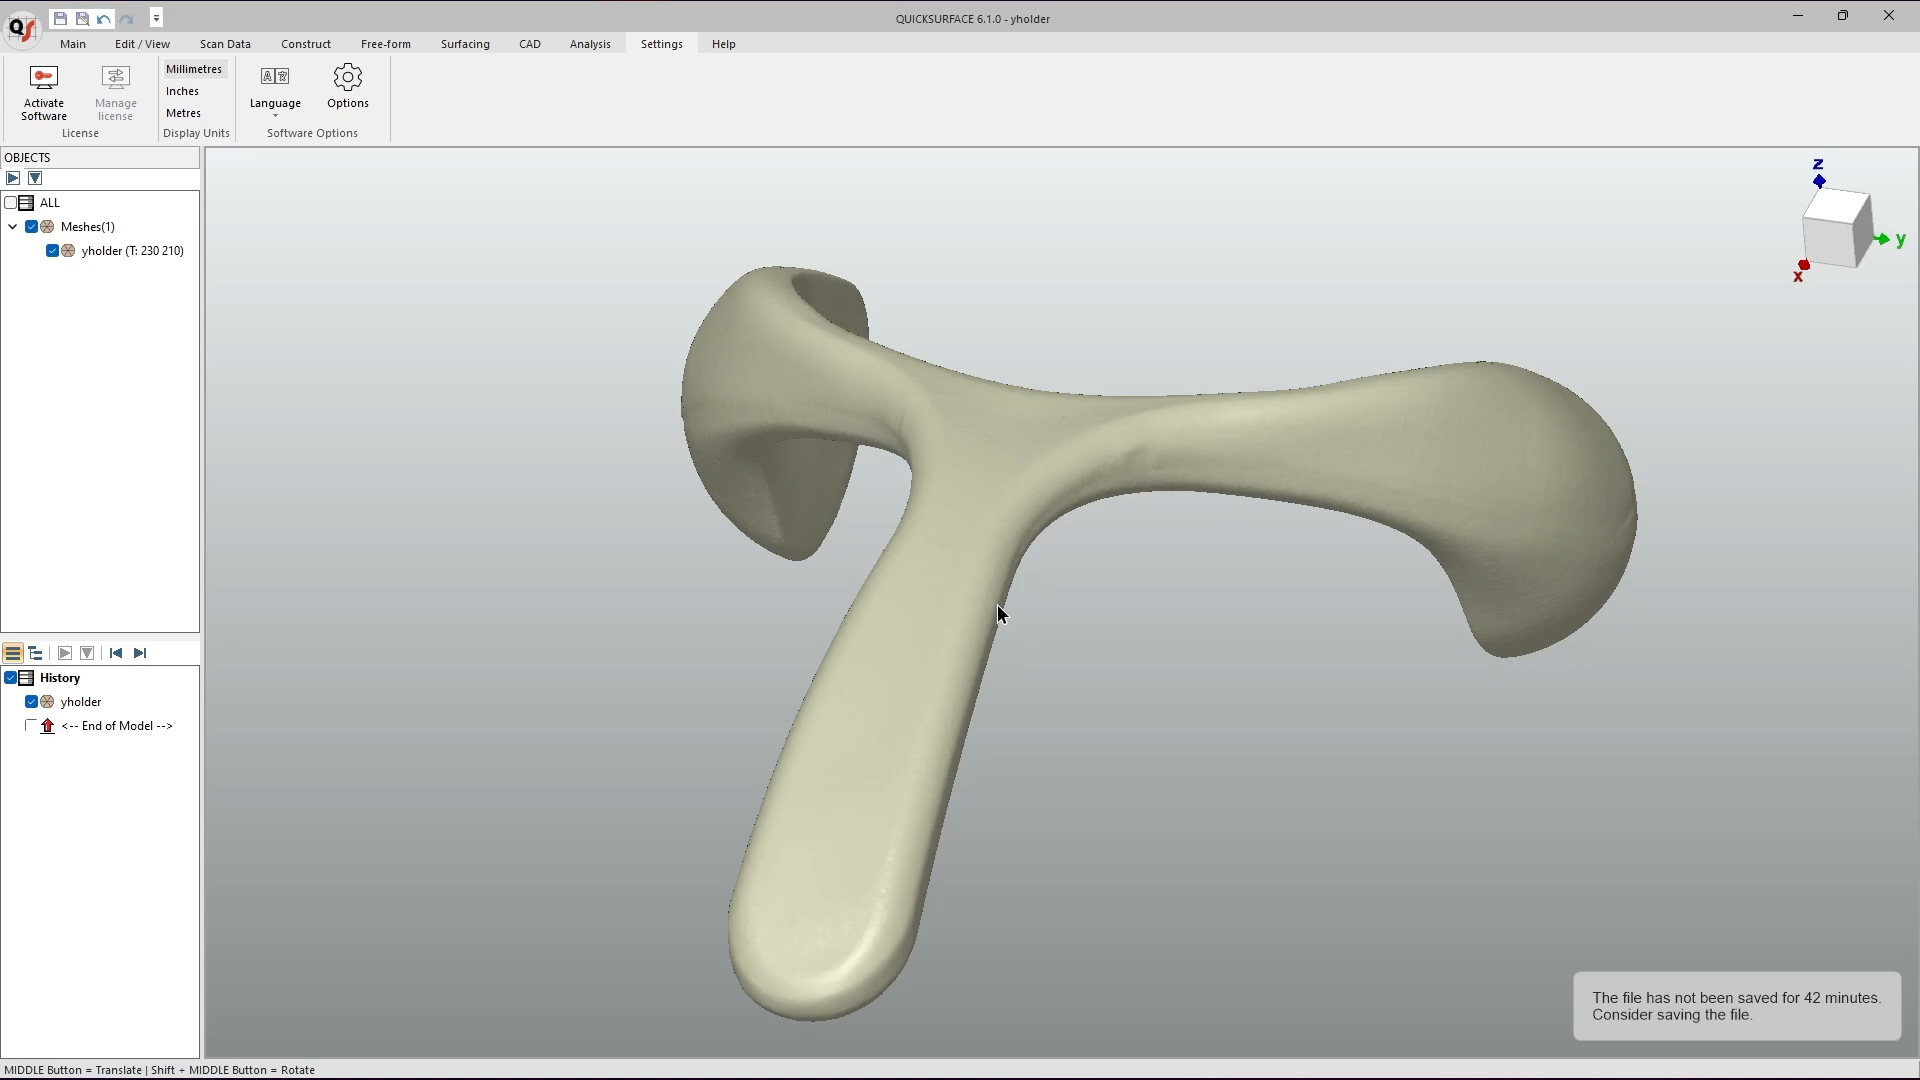 QS
QUICKSURFACE 6.1.0 - yholder
Main Edit / View Scan Data Construct Free-form Surfacing CAD Analysis Settings Help
Activate Software
Manage license
License
Millimetres
Inches
Metres
Display Units
Language
Options
Software Options
OBJECTS
ALL
Meshes(1)
yholder (T: 230 210)
History
yholder
<-- End of Model -->
z
y
x
The file has not been saved for 42 minutes.
Consider saving the file.
MIDDLE Button = Translate | Shift + MIDDLE Button = Rotate